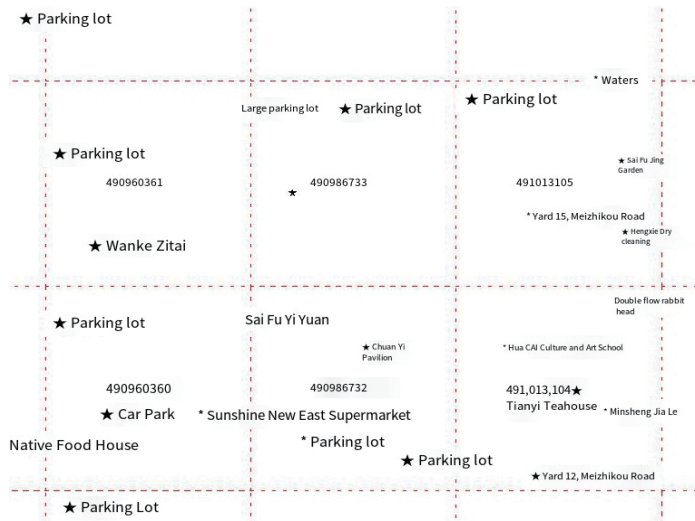 ★ Parking lot
* Waters
Large parking lot
★ Parking lot
★ Parking lot
★ Parking lot
★ Sai Fu Jing
Garden
490960361
490986733
491013105
★
* Yard 15, Meizhikou Road
★ Hengxie Dry
cleaning
★ Wanke Zitai
Double flow rabbit
head
★ Parking lot
Sai Fu Yi Yuan
★ Chuan Yi
Pavilion
* Hua CAI Culture and Art School
490960360
490986732
491,013,104★
Tianyi Teahouse
★ Car Park
* Sunshine New East Supermarket
* Minsheng Jia Le
Native Food House
* Parking lot
★ Parking lot
★ Yard 12, Meizhikou Road
★ Parking Lot